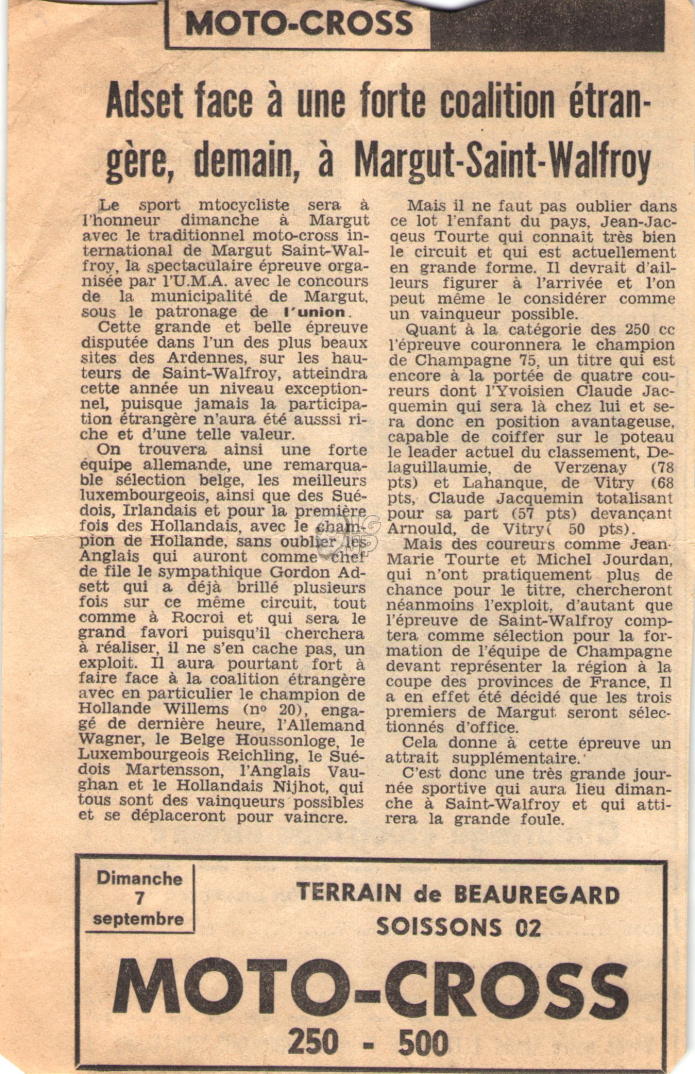 MOTO-CROSS
Adset face à une forte coalition étran-
gère, demain, à Margut-Saint-Walfroy
Le sport mtocycliste sera à
l'honneur dimanche à Margut
avec le traditionnel moto-cross in-
ternational de Margut Saint-Wal-
froy, la spectaculaire épreuve orga-
nisée par l'U.M.A. avec le concours
de la municipalité de Margut,
sous le patronage de l'union.
Cette grande et belle épreuve
disputée dans l'un des plus beaux
sites des Ardennes, sur les hau-
teurs de Saint-Walfroy, atteindra
cette année un niveau exception-
nel, puisque jamais la participa-
tion étrangère n'aura été ausssi ri-
che et d'une telle valeur.
On trouvera ainsi une forte
équipe allemande, une remarqua-
ble sélection belge, les meilleurs
luxembourgeois, ainsi que des Sué-
dois, Irlandais et pour la première
fois des Hollandais, avec le cham-
pion de Hollande, sans oublier les
Anglais qui auront comme chef
de file le sympathique Gordon Ad-
sett qui a déjà brillé plusieurs
fois sur ce même circuit, tout
comme à Rocroi et qui sera le
grand favori puisqu'il cherchera
à réaliser, il ne s'en cache pas, un
exploit. Il aura pourtant fort à
faire face à la coalition étrangère
avec en particulier le champion de
Hollande Willems (nº 20), enga-
gé de dernière heure, l'Allemand
Wagner, le Belge Houssonloge, le
Luxembourgeois Reichling, le Sué-
dois Martensson, l'Anglais Vau-
ghan et le Hollandais Nijhot, qui
tous sont des vainqueurs possibles
et se déplaceront pour vaincre.
Mais il ne faut pas oublier dans
ce lot l'enfant du pays, Jean-Jac-
qeus Tourte qui connait très bien
le circuit et qui est actuellement
en grande forme. Il devrait d'ail-
leurs figurer à l'arrivée et l'on
peut même le considérer comme
un vainqueur possible.
Quant à la catégorie des 250 cc
l'épreuve couronnera le champion
de Champagne 75, un titre qui est
encore à la portée de quatre cou-
reurs dont l'Yvoisien Claude Jac-
quemin qui sera là chez lui et se-
ra donc en position avantageuse,
capable de coiffer sur le poteau
le leader actuel du classement, De-
laguillaumie, de Verzenay (78
pts) et Lahanque, de Vitry (68
pts, Claude Jacquemin totalisant
pour sa part (57 pts) devançant
Arnould, de Vitry( 50 pts).
Mais des coureurs comme Jean-
Marie Tourte et Michel Jourdan,
qui n'ont pratiquement plus de
chance pour le titre, chercheront
néanmoins l'exploit, d'autant que
l'épreuve de Saint-Walfroy comp-
tera comme sélection pour la for-
mation de l'équipe de Champagne
devant représenter la région à la
coupe des provinces de France, Il
a en effet été décidé que les trois
premiers de Margut seront sélec-
tionnés d'office.
Cela donne à cette épreuve un
attrait supplémentaire.
C'est donc une très grande jour-
née sportive qui aura lieu diman-
che à Saint-Walfroy et qui atti-
rera la grande foule.
Dimanche
7
septembre
TERRAIN de BEAUREGARD
SOISSONS 02
MOTO-CROSS
250 - 500